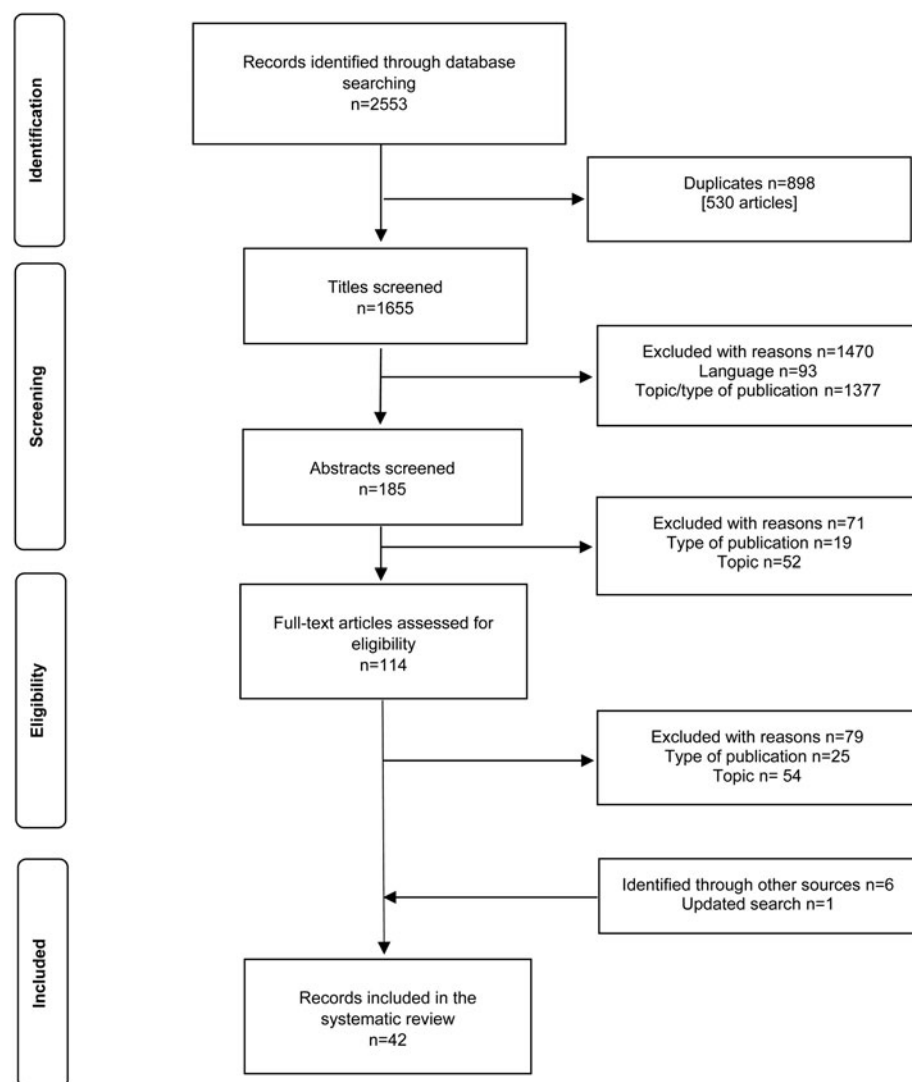 Identification
Records identified through database
searching
n=2553
Duplicates n=898
[530 articles]
Screening
Titles screened
n=1655
Excluded with reasons n=1470
Language n=93
Topic/type of publication n=1377
Abstracts screened
n=185
Excluded with reasons n=71
Type of publication n=19
Topic n=52
Eligibility
Full-text articles assessed for
eligibility
n=114
Excluded with reasons n=79
Type of publication n=25
Topic n= 54
Included
Identified through other sources n=6
Updated search n=1
Records included in the
systematic review
n=42